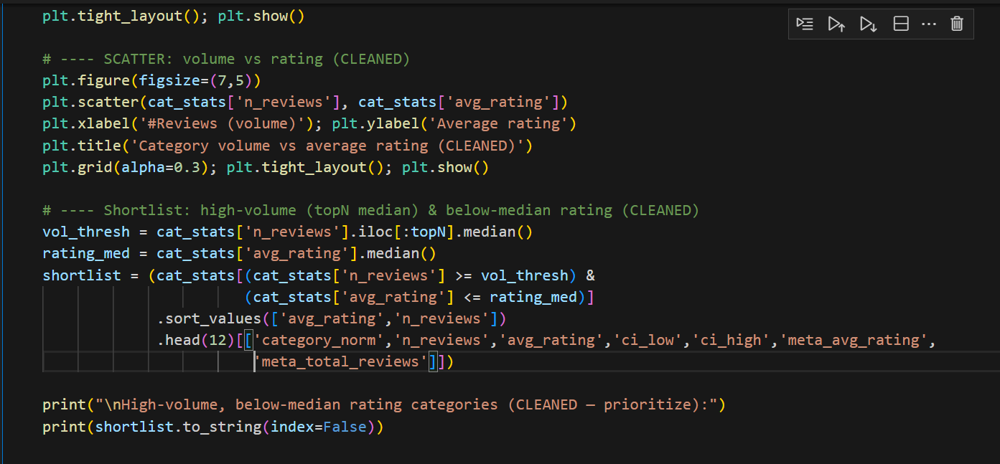 plt.tight_layout(); plt.show()
# ---- SCATTER: volume vs rating (CLEANED)
plt.figure(figsize=(7,5))
plt.scatter(cat_stats['n_reviews'], cat_stats['avg_rating'])
plt.xlabel('#Reviews (volume)'); plt.ylabel('Average rating')
plt.title('Category volume vs average rating (CLEANED)')
plt.grid(alpha=0.3); plt.tight_layout(); plt.show()
# ---- Shortlist: high-volume (topN median) & below-median rating (CLEANED)
vol_thresh = cat_stats['n_reviews'].iloc[:topN].median()
rating_med = cat_stats['avg_rating'].median()
shortlist = (cat_stats[(cat_stats['n_reviews'] >= vol_thresh) &
(cat_stats['avg_rating'] <= rating_med)]
.sort_values(['avg_rating','n_reviews'])
.head(12)[['category_norm','n_reviews','avg_rating','ci_low','ci_high','meta_avg_rating',
'meta_total_reviews']])
print("\nHigh-volume, below-median rating categories (CLEANED — prioritize):")
print(shortlist.to_string(index=False))